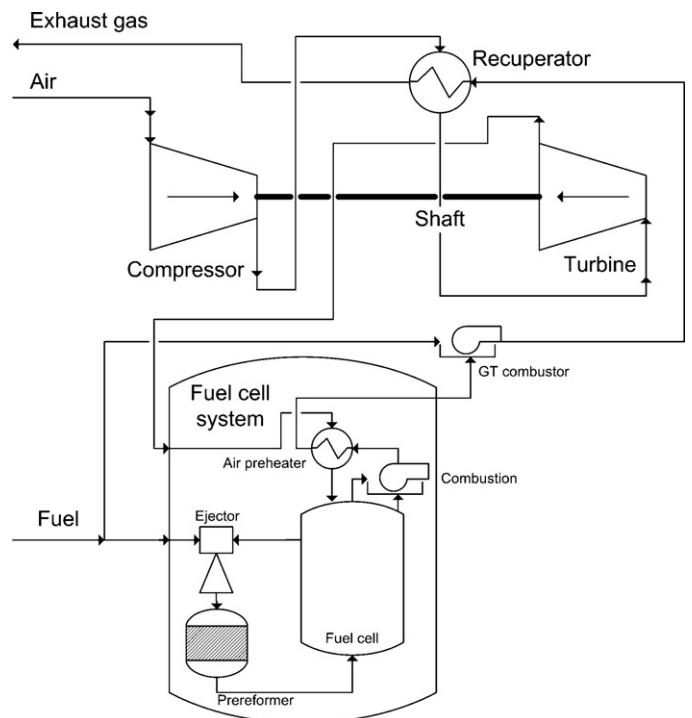 Exhaust gas
Recuperator
Air
Shaft
Compressor
Turbine
GT combustor
Fuel cell
system
Air preheater
Combustion
Fuel
Ejector
Fuel cell
Prereformer